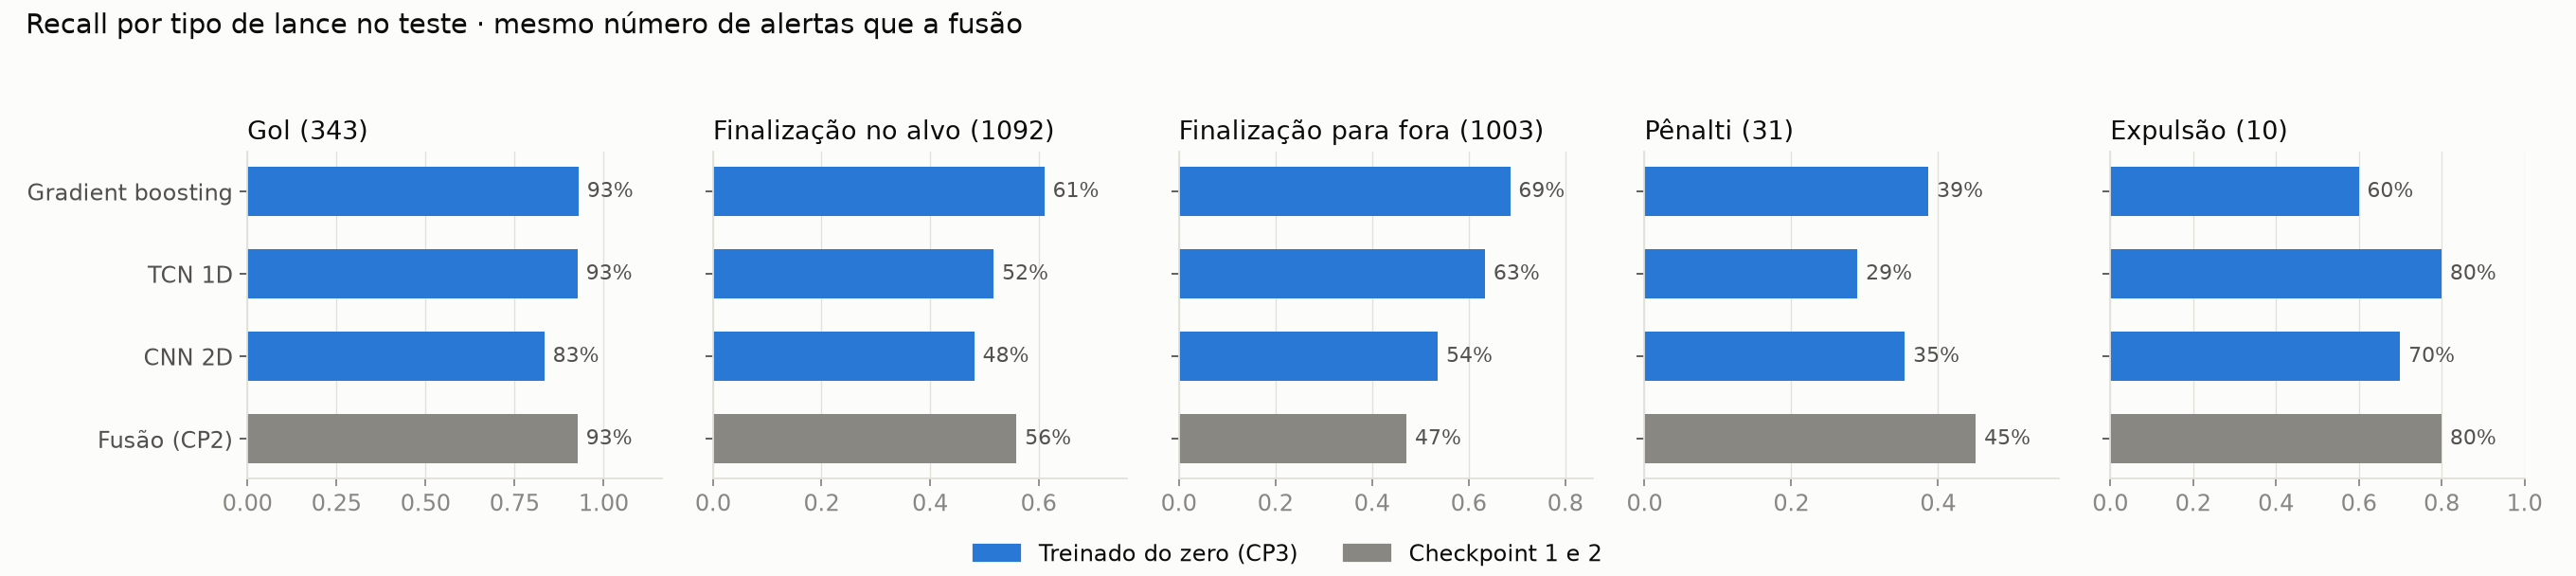 Recall por tipo de lance no teste · mesmo número de alertas que a fusão
Gol (343)
Finalização no alvo (1092)
Finalização para fora (1003)
Pênalti (31)
Expulsão (10)
Gradient boosting
93%
61%
69%
39%
60%
TCN 1D
93%
52%
63%
29%
80%
CNN 2D
83%
48%
54%
35%
70%
Fusão (CP2)
93%
56%
47%
45%
80%
0.00 0.25 0.50 0.75 1.00
0.0 0.2 0.4 0.6
0.0 0.2 0.4 0.6 0.8
0.0 0.2 0.4
0.0 0.2 0.4 0.6 0.8 1.0
Treinado do zero (CP3)
Checkpoint 1 e 2